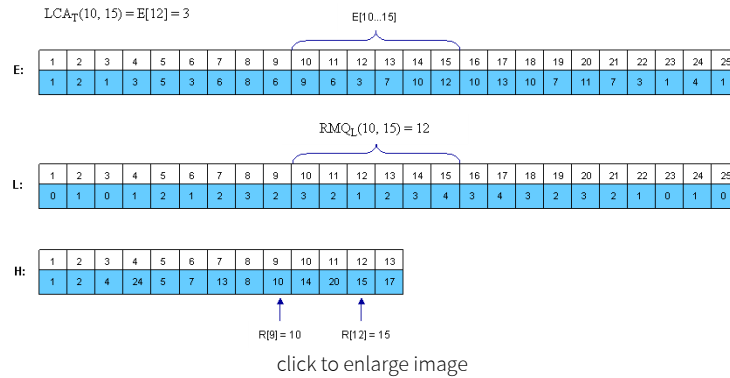 LCA_T(10, 15) = E[12] = 3
E[10...15]
1 2 3 4 5 6 7 8 9 10 11 12 13 14 15 16 17 18 19 20 21 22 23 24 25
E: 1 2 1 3 5 3 6 8 6 9 6 3 7 10 12 10 13 10 7 11 7 3 1 4 1
RMQ_L(10, 15) = 12
1 2 3 4 5 6 7 8 9 10 11 12 13 14 15 16 17 18 19 20 21 22 23 24 25
L: 0 1 0 1 2 1 2 3 2 3 2 1 2 3 4 3 4 3 2 3 2 1 0 1 0
1 2 3 4 5 6 7 8 9 10 11 12 13
H: 1 2 4 24 5 7 13 8 10 14 20 15 17
R[9] = 10 R[12] = 15
click to enlarge image